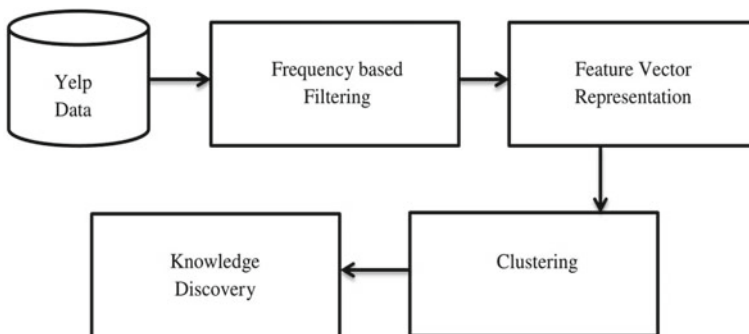 Yelp
Data
Frequency based
Filtering
Feature Vector
Representation
Clustering
Knowledge
Discovery